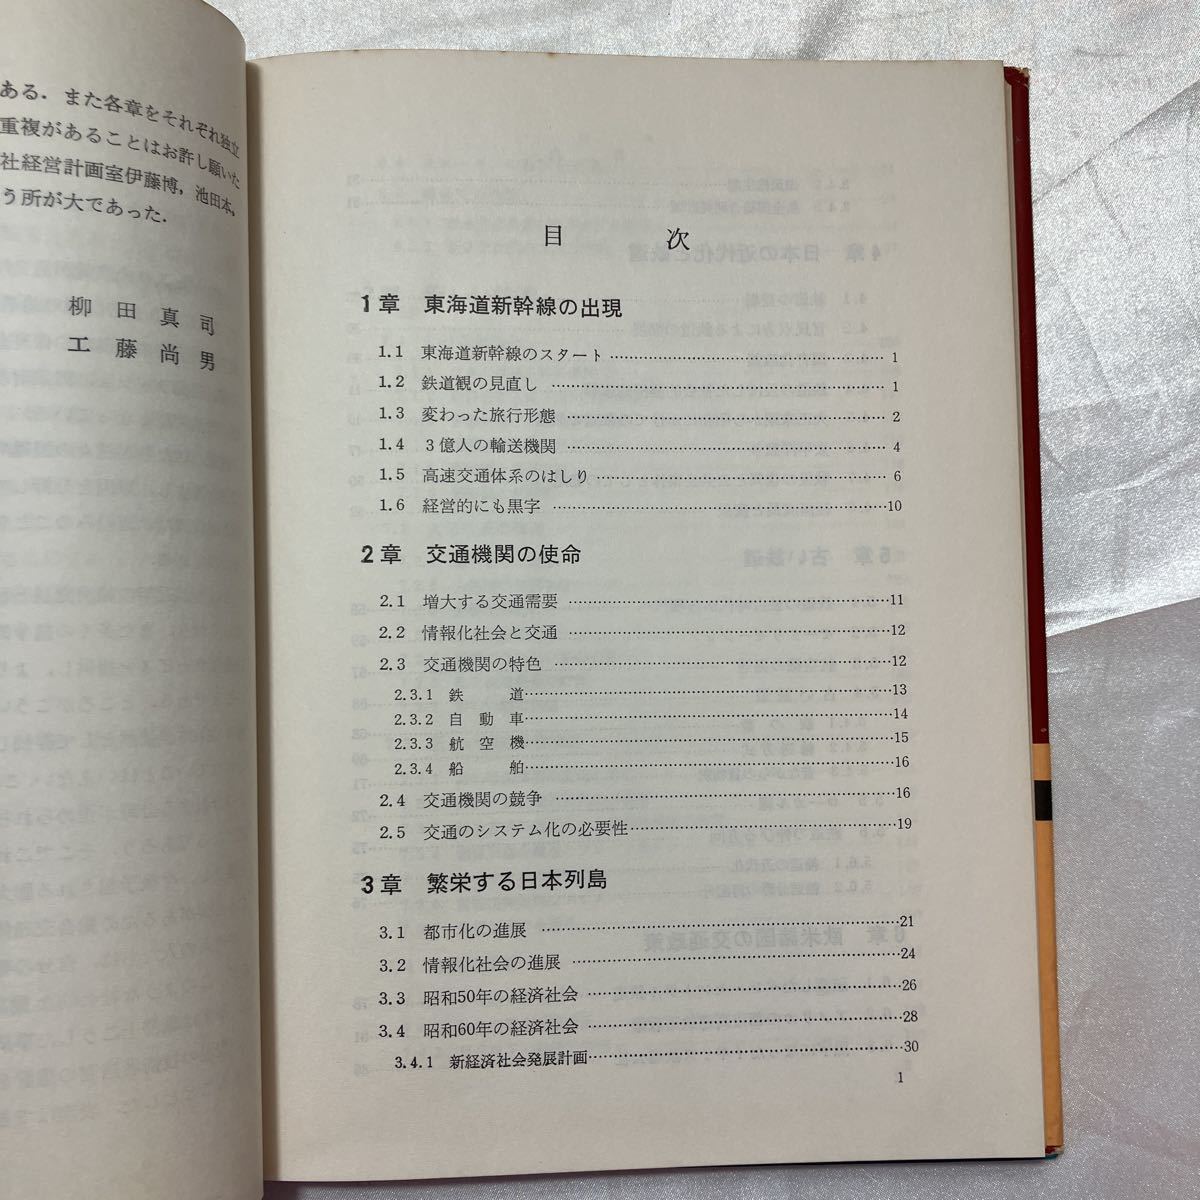 ある．また各章をそれぞれ独立
重複があることはお許し願いた
社経営計画室伊藤博，池田本，
う所が大であった．
柳田真司
工藤尚男
目次
1章 東海道新幹線の出現
1.1 東海道新幹線のスタート……………………1
1.2 鉄道観の見直し……………………1
1.3 変わった旅行形態……………………2
1.4 3億人の輸送機関……………………4
1.5 高速交通体系のはしり……………………6
1.6 経営的にも黒字……………………10
2章 交通機関の使命
2.1 増大する交通需要……………………11
2.2 情報化社会と交通……………………12
2.3 交通機関の特色……………………12
2.3.1 鉄道……………………13
2.3.2 自動車……………………14
2.3.3 航空機……………………15
2.3.4 船舶……………………16
2.4 交通機関の競争……………………16
2.5 交通のシステム化の必要性……………………19
3章 繁栄する日本列島
3.1 都市化の進展……………………21
3.2 情報化社会の進展……………………24
3.3 昭和50年の経済社会……………………26
3.4 昭和60年の経済社会……………………28
3.4.1 新経済社会発展計画……………………30
1